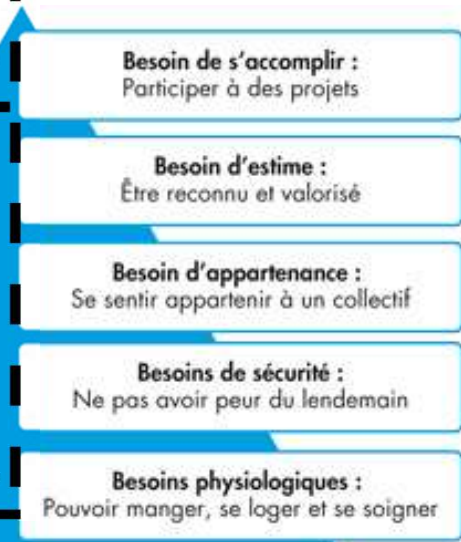 Besoin de s'accomplir :
Participer à des projets
Besoin d'estime :
Être reconnu et valorisé
Besoin d'appartenance :
Se sentir appartenir à un collectif
Besoins de sécurité :
Ne pas avoir peur du lendemain
Besoins physiologiques :
Pouvoir manger, se loger et se soigner